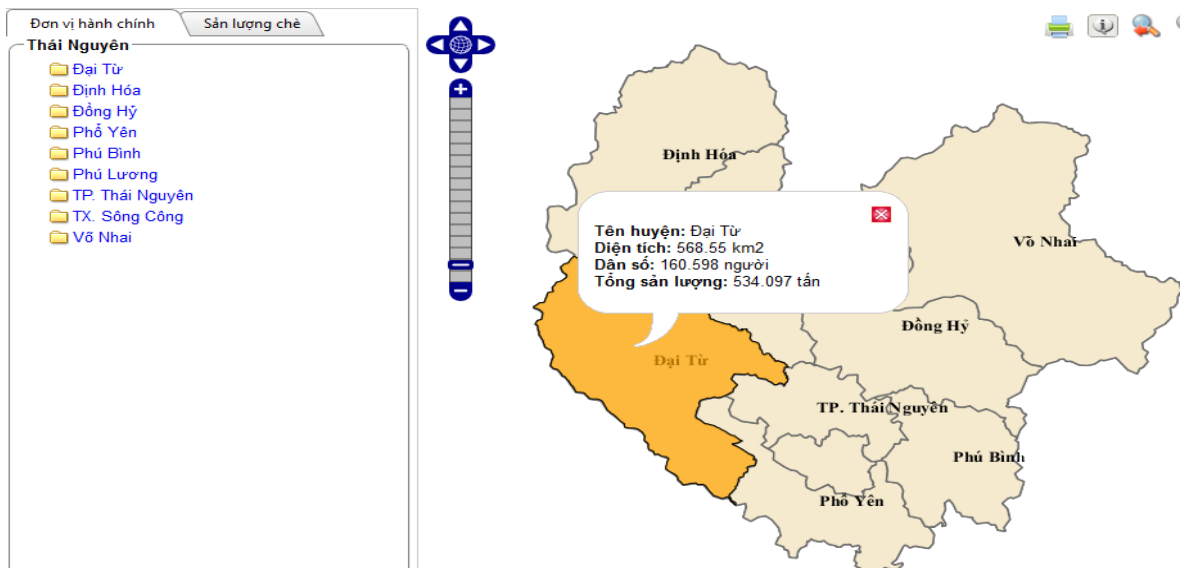 Đơn vị hành chính
Sản lượng chè
Thái Nguyên
Đại Từ
Định Hóa
Đồng Hỷ
Phổ Yên
Phú Bình
Phú Lương
TP. Thái Nguyên
TX. Sông Công
Võ Nhai
Định Hóa
Tên huyện: Đại Từ
Diện tích: 568.55 km2
Dân số: 160.598 người
Tổng sản lượng: 534.097 tấn
Võ Nhai
Đồng Hỷ
Đại Từ
TP. Thái Nguyên
Phú Bình
Phổ Yên